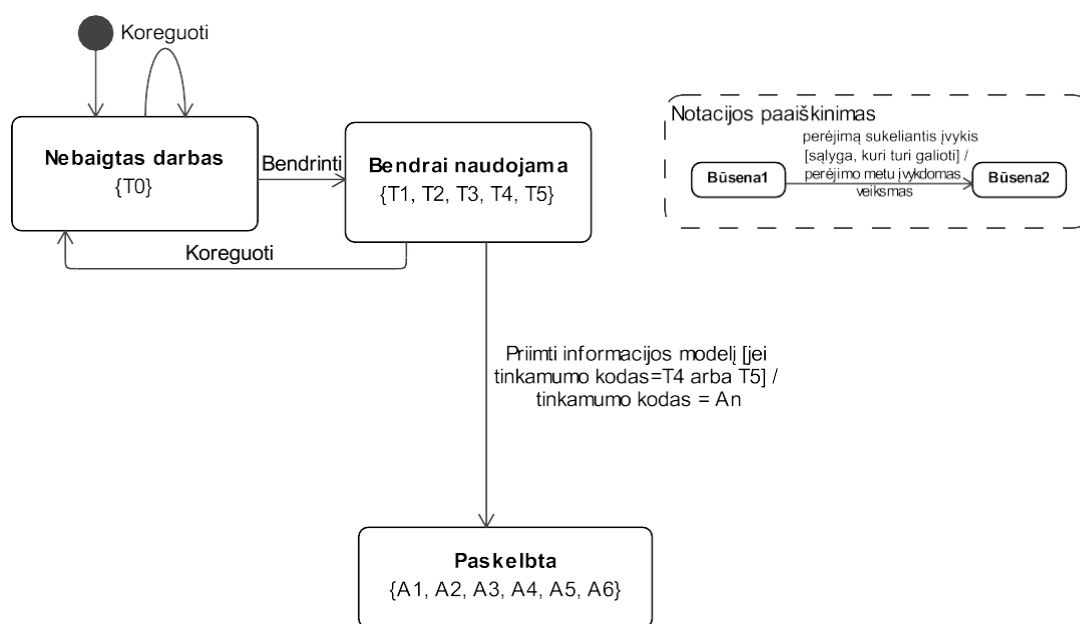 Koreguoti
Nebaigtas darbas
{T0}
Bendrinti
Bendrai naudojama
{T1, T2, T3, T4, T5}
Koreguoti
Notacijos paaiškinimas
perėjimą sukeliantis įvykis
[sąlyga, kuri turi galioti] /
perėjimo metu įvykdomas
veiksmas
Būsena1
Būsena2
Priimti informacijos modelį [jei
tinkamumo kodas=T4 arba T5] /
tinkamumo kodas = An
Paskelbta
{A1, A2, A3, A4, A5, A6}